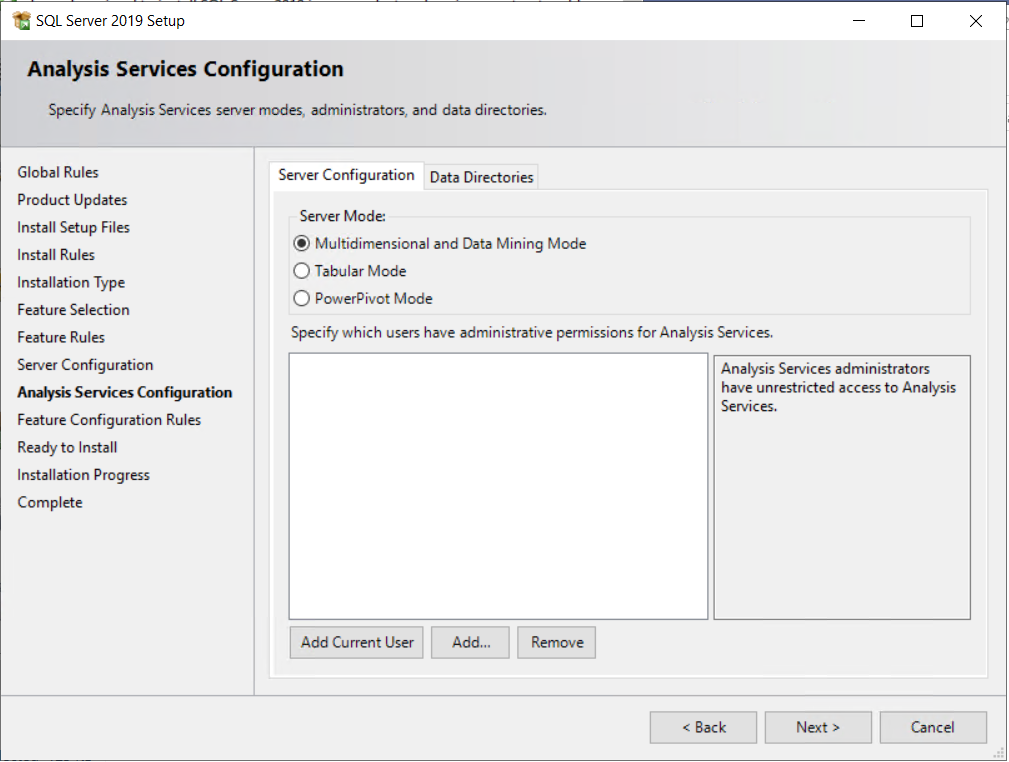 SQL Server 2019 Setup
Analysis Services Configuration
Specify Analysis Services server modes, administrators, and data directories.
Global Rules
Product Updates
Install Setup Files
Install Rules
Installation Type
Feature Selection
Feature Rules
Server Configuration
Analysis Services Configuration
Feature Configuration Rules
Ready to Install
Installation Progress
Complete
Server Configuration
Data Directories
Server Mode:
Multidimensional and Data Mining Mode
Tabular Mode
PowerPivot Mode
Specify which users have administrative permissions for Analysis Services.
Analysis Services administrators
have unrestricted access to Analysis
Services.
Add Current User
Add...
Remove
< Back
Next >
Cancel